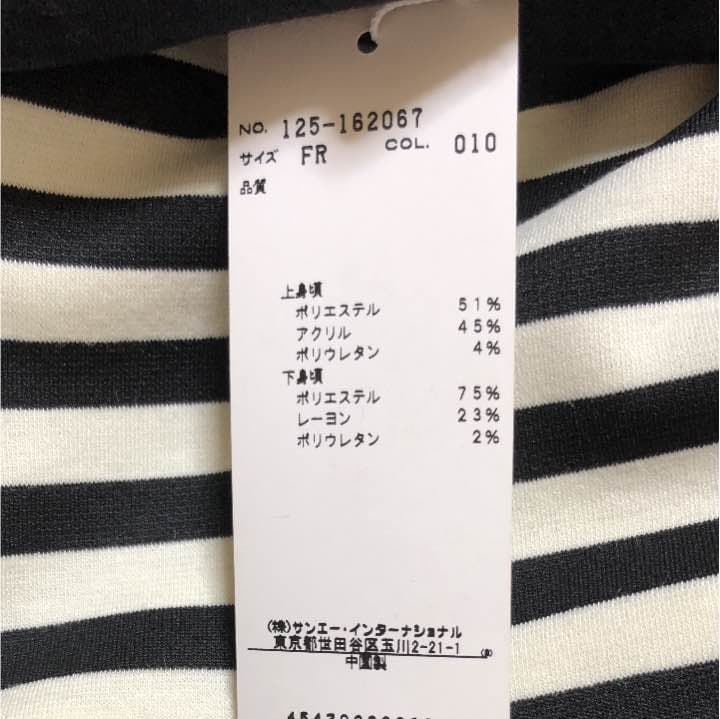 NO. 125-162067
サイズ FR COL. 010
品質
上身頃
ポリエステル 51%
アクリル 45%
ポリウレタン 4%
下身頃
ポリエステル 75%
レーヨン 23%
ポリウレタン 2%
(株)サンエー・インターナショナル
東京都世田谷区玉川2-21-1
中国製